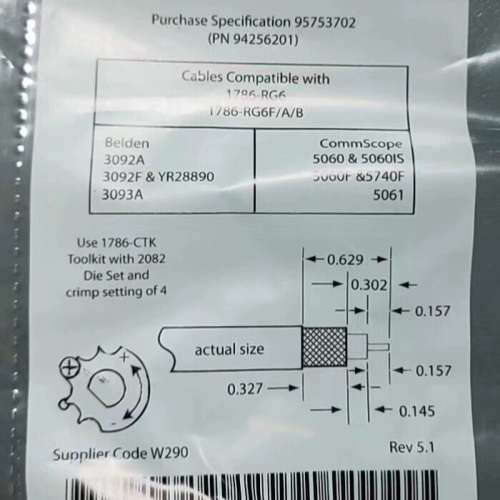 Purchase Specification 95753702
(PN 94256201)
Cables Compatible with
1786-RG6
1786-RG6F/A/B
Belden
3092A
3092F & YR28890
3093A
CommScope
5060 & 5060IS
5060F &5740F
5061
Use 1786-CTK
Toolkit with 2082
Die Set and
crimp setting of 4
0.629
0.302
0.157
actual size
0.157
0.327
0.145
+
+
Supplier Code W290
Rev 5.1